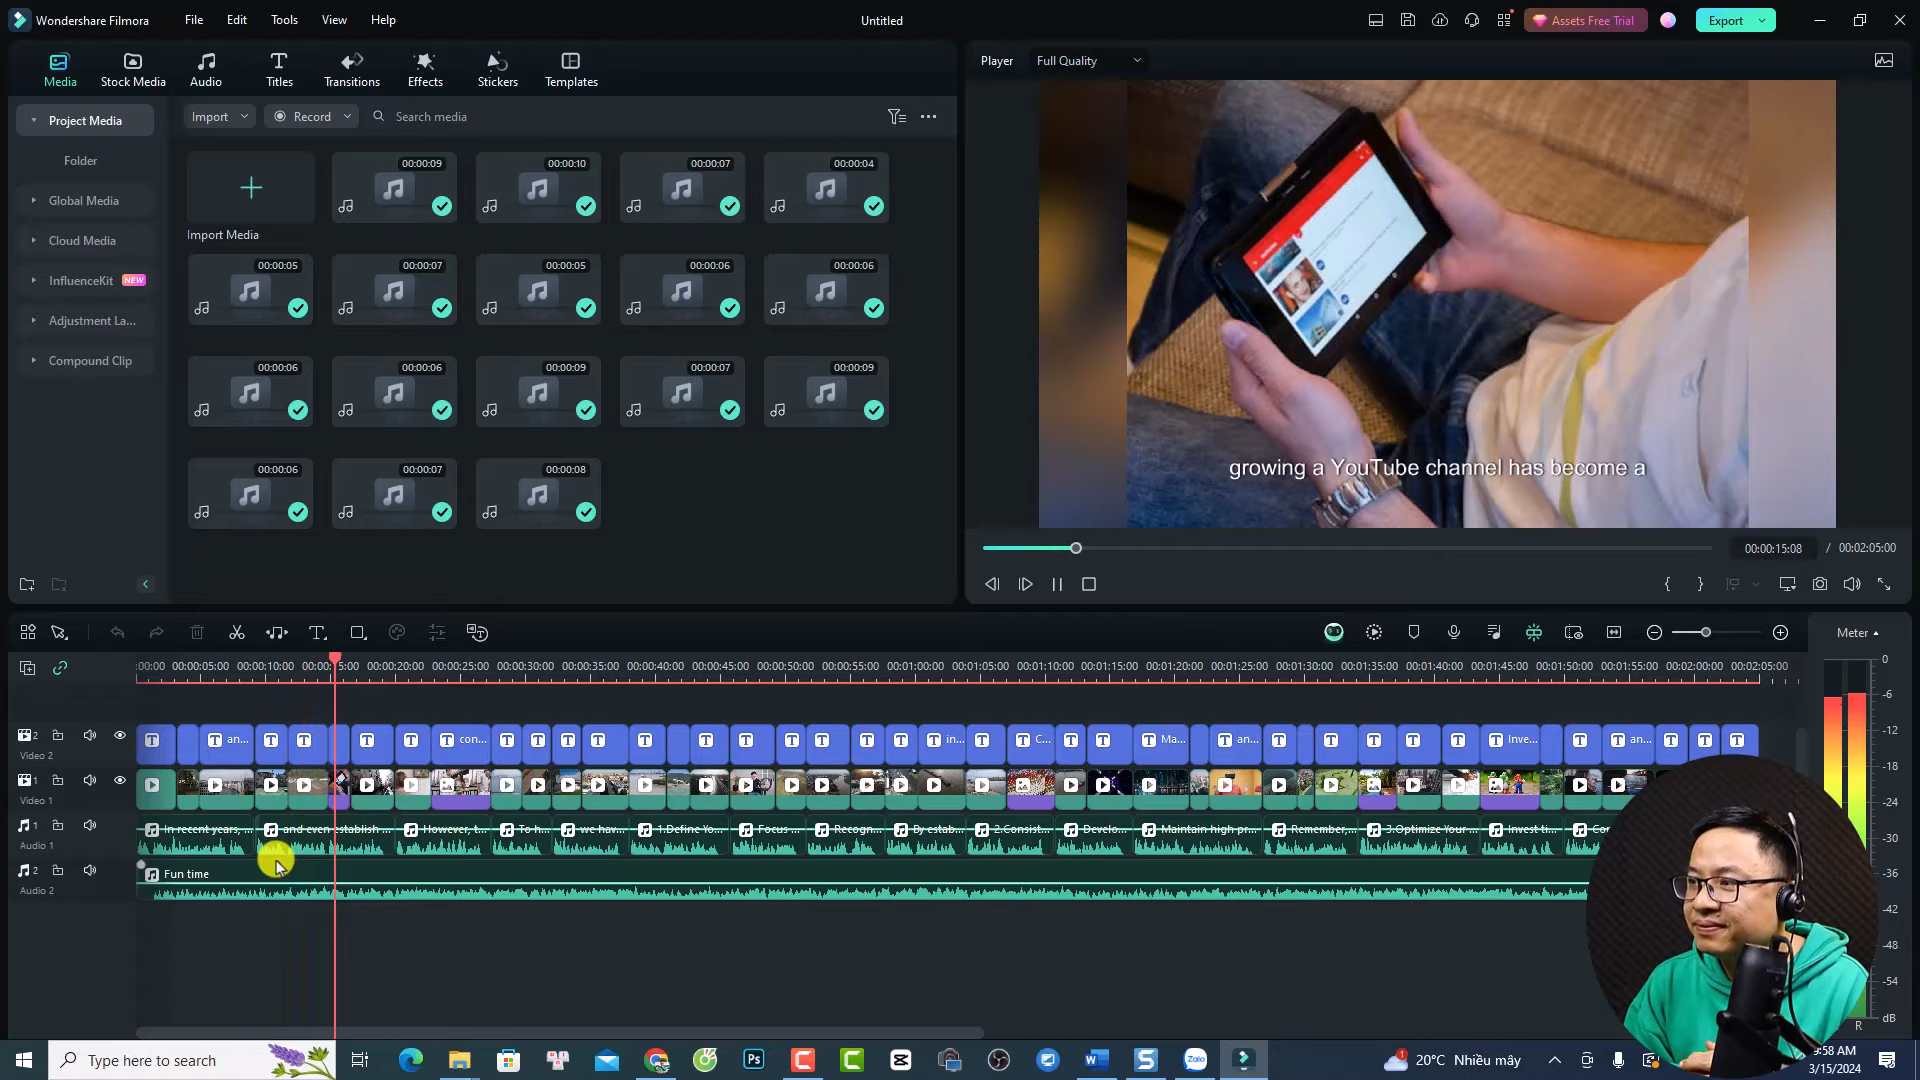 Wondershare Filmora
File
Edit
Tools
View
Help
Untitled
Assets Free Trial
Export
Media
Stock Media
Audio
Titles
Transitions
Effects
Stickers
Templates
Player
Full Quality
Project Media
Folder
Global Media
Cloud Media
InfluenceKit NEW
Adjustment La...
Compound Clip
Import
Record
Search media
Import Media
00:00:09
00:00:10
00:00:07
00:00:04
00:00:05
00:00:07
00:00:05
00:00:06
00:00:06
00:00:06
00:00:06
00:00:09
00:00:07
00:00:09
00:00:06
00:00:07
00:00:08
growing a YouTube channel has become a
00:00:15:08 / 00:02:05:00
Meter
:00:00 00:00:05:00 00:00:10:00 00:00:15:00 00:00:20:00 00:00:25:00 00:00:30:00 00:00:35:00 00:00:40:00 00:00:45:00 00:00:50:00 00:00:55:00 00:01:00:00 00:01:05:00 00:01:10:00 00:01:15:00 00:01:20:00 00:01:25:00 00:01:30:00 00:01:35:00 00:01:40:00 00:01:45:00 00:01:50:00 00:01:55:00 00:02:00:00 00:02:05:00
2
Video 2
an...
con...
in...
C...
Ma...
an...
Inve...
an...
1
Video 1
1
Audio 1
In recent years, ...
and even establish ...
However, t...
To h...
we hav...
1.Define Yo...
Focus ...
Recogn...
By estab...
2.Consist...
Develo...
Maintain high pr...
Remember,...
3.Optimize Your ...
Invest ti...
2
Audio 2
Fun time
0
-6
-12
-18
-24
-30
-36
-42
-48
-54
dB
R
Type here to search
Ps
Zalo
20°C Nhiều mây
9:58 AM
3/15/2024